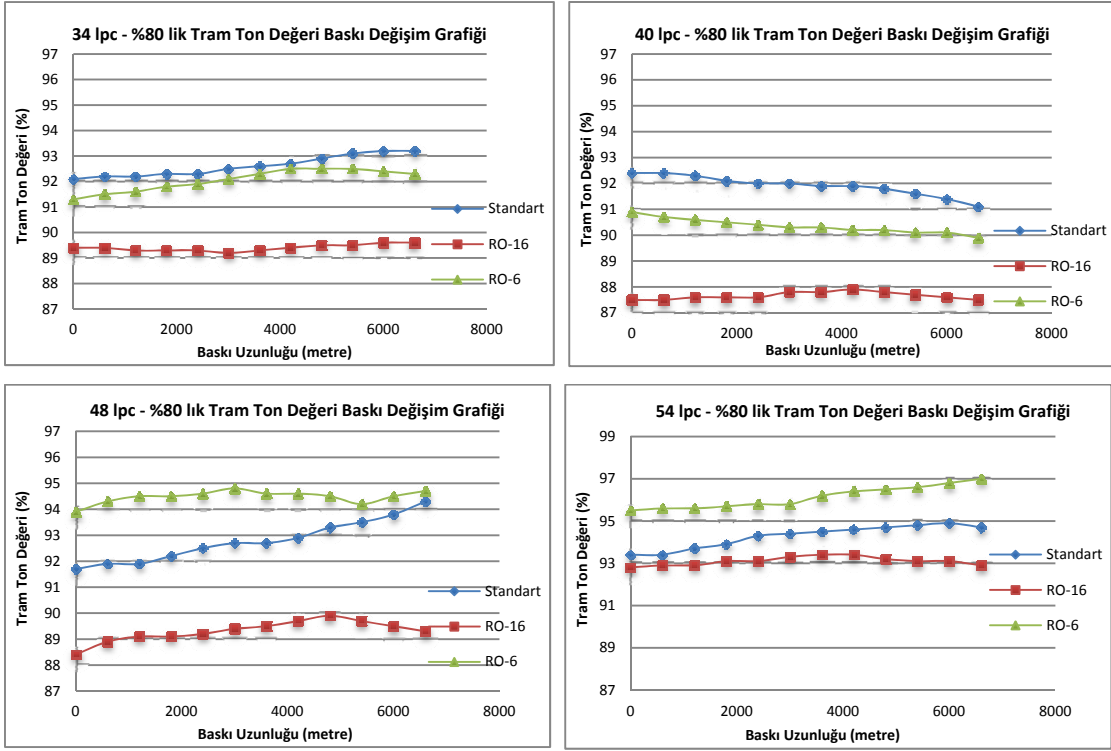 34 lpc - %80 lik Tram Ton Değeri Baskı Değişim Grafiği
Tram Ton Değeri (%)
97
96
95
94
93
92
91
90
89
88
87
0
2000
4000
6000
8000
Baskı Uzunluğu (metre)
Standart
RO-16
RO-6
40 lpc - %80 lik Tram Ton Değeri Baskı Değişim Grafiği
Tram Ton Değeri (%)
97
96
95
94
93
92
91
90
89
88
87
0
2000
4000
6000
8000
Baskı Uzunluğu (metre)
Standart
RO-16
RO-6
48 lpc - %80 lık Tram Ton Değeri Baskı Değişim Grafiği
Tram Ton Değeri (%)
97
96
95
94
93
92
91
90
89
88
87
0
2000
4000
6000
8000
Baskı Uzunluğu (metre)
Standart
RO-16
RO-6
54 lpc - %80 lik Tram Ton Değeri Baskı Değişim Grafiği
Tram Ton Değeri (%)
99
97
95
93
91
89
87
0
2000
4000
6000
8000
Baskı Uzunluğu (metre)
Standart
RO-16
RO-6